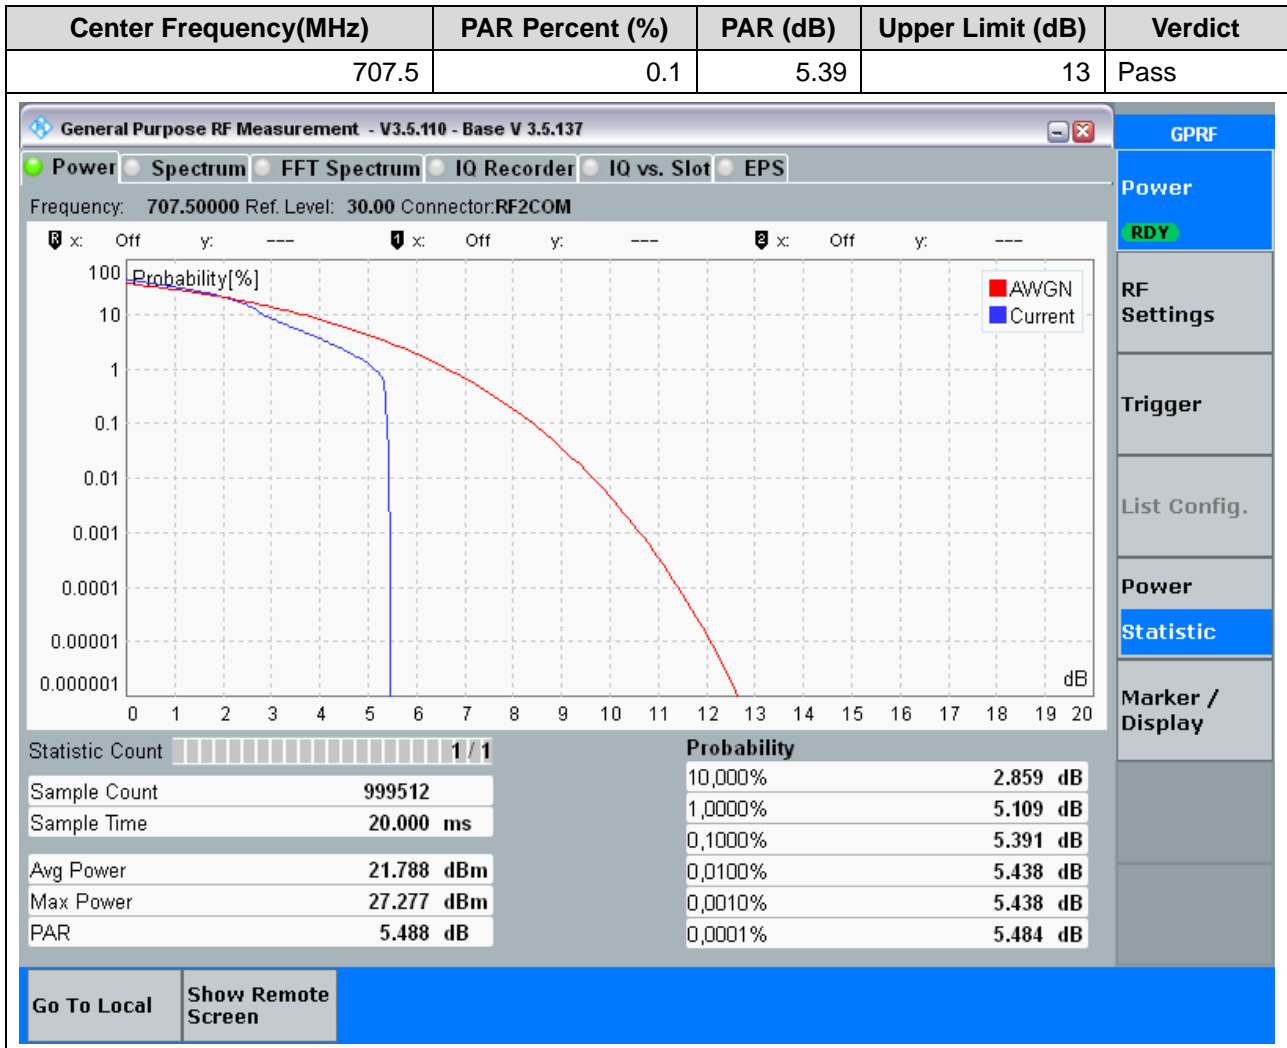 Center Frequency(MHz) PAR Percent (%) PAR (dB) Upper Limit (dB) Verdict
707.5 0.1 5.39 13 Pass
General Purpose RF Measurement - V3.5.110 - Base V 3.5.137
GPRF
Power Spectrum FFT Spectrum IQ Recorder IQ vs. Slot EPS
Power
RDY
Frequency: 707.50000 Ref. Level: 30.00 Connector:RF2COM
R x: Off y: --- 1 x: Off y: --- 2 x: Off y: ---
Probability[%]
AWGN
Current
100
10
1
0.1
0.01
0.001
0.0001
0.00001
0.000001
dB
0 1 2 3 4 5 6 7 8 9 10 11 12 13 14 15 16 17 18 19 20
RF
Settings
Trigger
List Config.
Power
Statistic
Marker /
Display
Statistic Count 1 / 1
Sample Count 999512
Sample Time 20.000 ms
Avg Power 21.788 dBm
Max Power 27.277 dBm
PAR 5.488 dB
Probability
10,000% 2.859 dB
1,0000% 5.109 dB
0,1000% 5.391 dB
0,0100% 5.438 dB
0,0010% 5.438 dB
0,0001% 5.484 dB
Go To Local
Show Remote
Screen